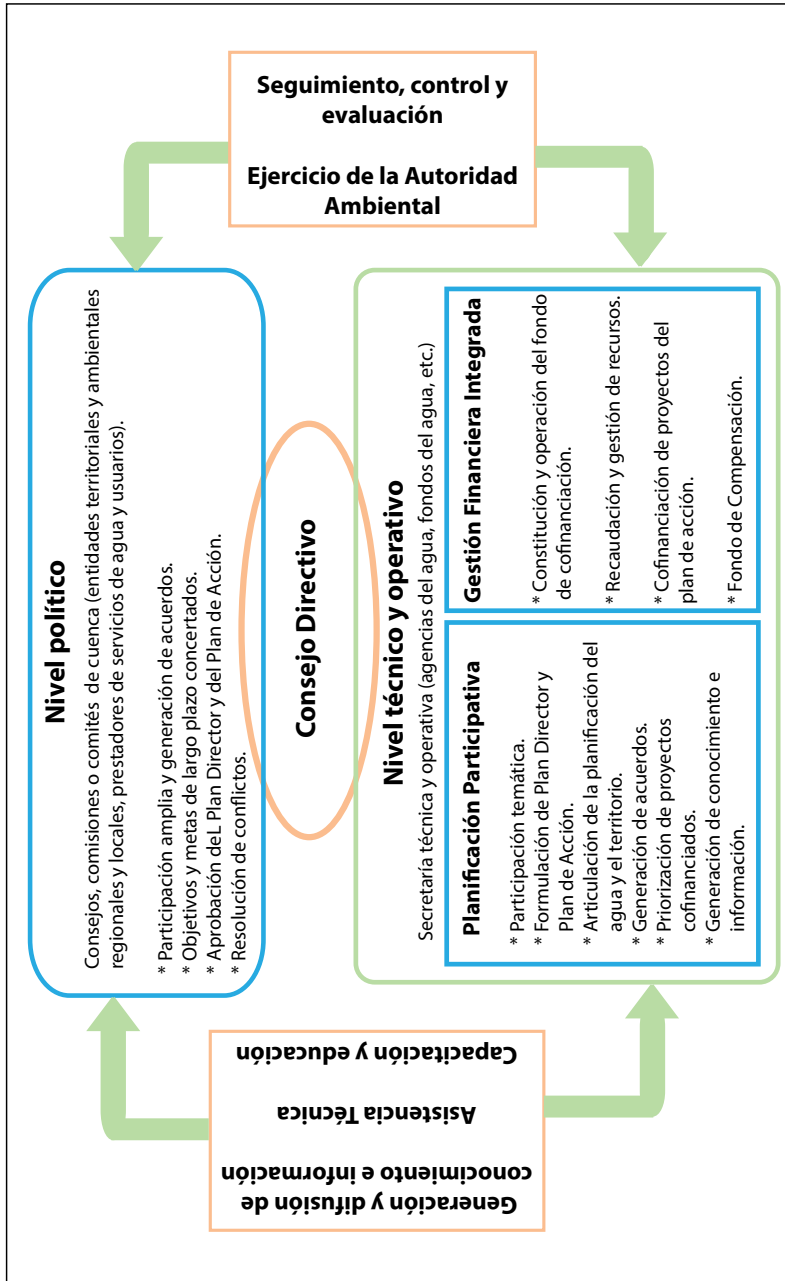 Nivel político
Consejos, comisiones o comités de cuenca (entidades territoriales y ambientales
regionales y locales, prestadores de servicios de agua y usuarios).
* Participación amplia y generación de acuerdos.
* Objetivos y metas de largo plazo concertados.
* Aprobación deL Plan Director y del Plan de Acción.
* Resolución de conflictos.
Consejo Directivo
Nivel técnico y operativo
Secretaría técnica y operativa (agencias del agua, fondos del agua, etc.)
Planificación Participativa
* Participación temática.
* Formulación de Plan Director y
Plan de Acción.
* Articulación de la planificación del
agua y el territorio.
* Generación de acuerdos.
* Priorización de proyectos
cofinanciados.
* Generación de conocimiento e
información.
Gestión Financiera Integrada
* Constitución y operación del fondo
de cofinanciación.
* Recaudación y gestión de recursos.
* Cofinanciación de proyectos del
plan de acción.
* Fondo de Compensación.
Generación y difusión de
conocimiento e información
Asistencia Técnica
Capacitación y educación
Seguimiento, control y
evaluación
Ejercicio de la Autoridad
Ambiental